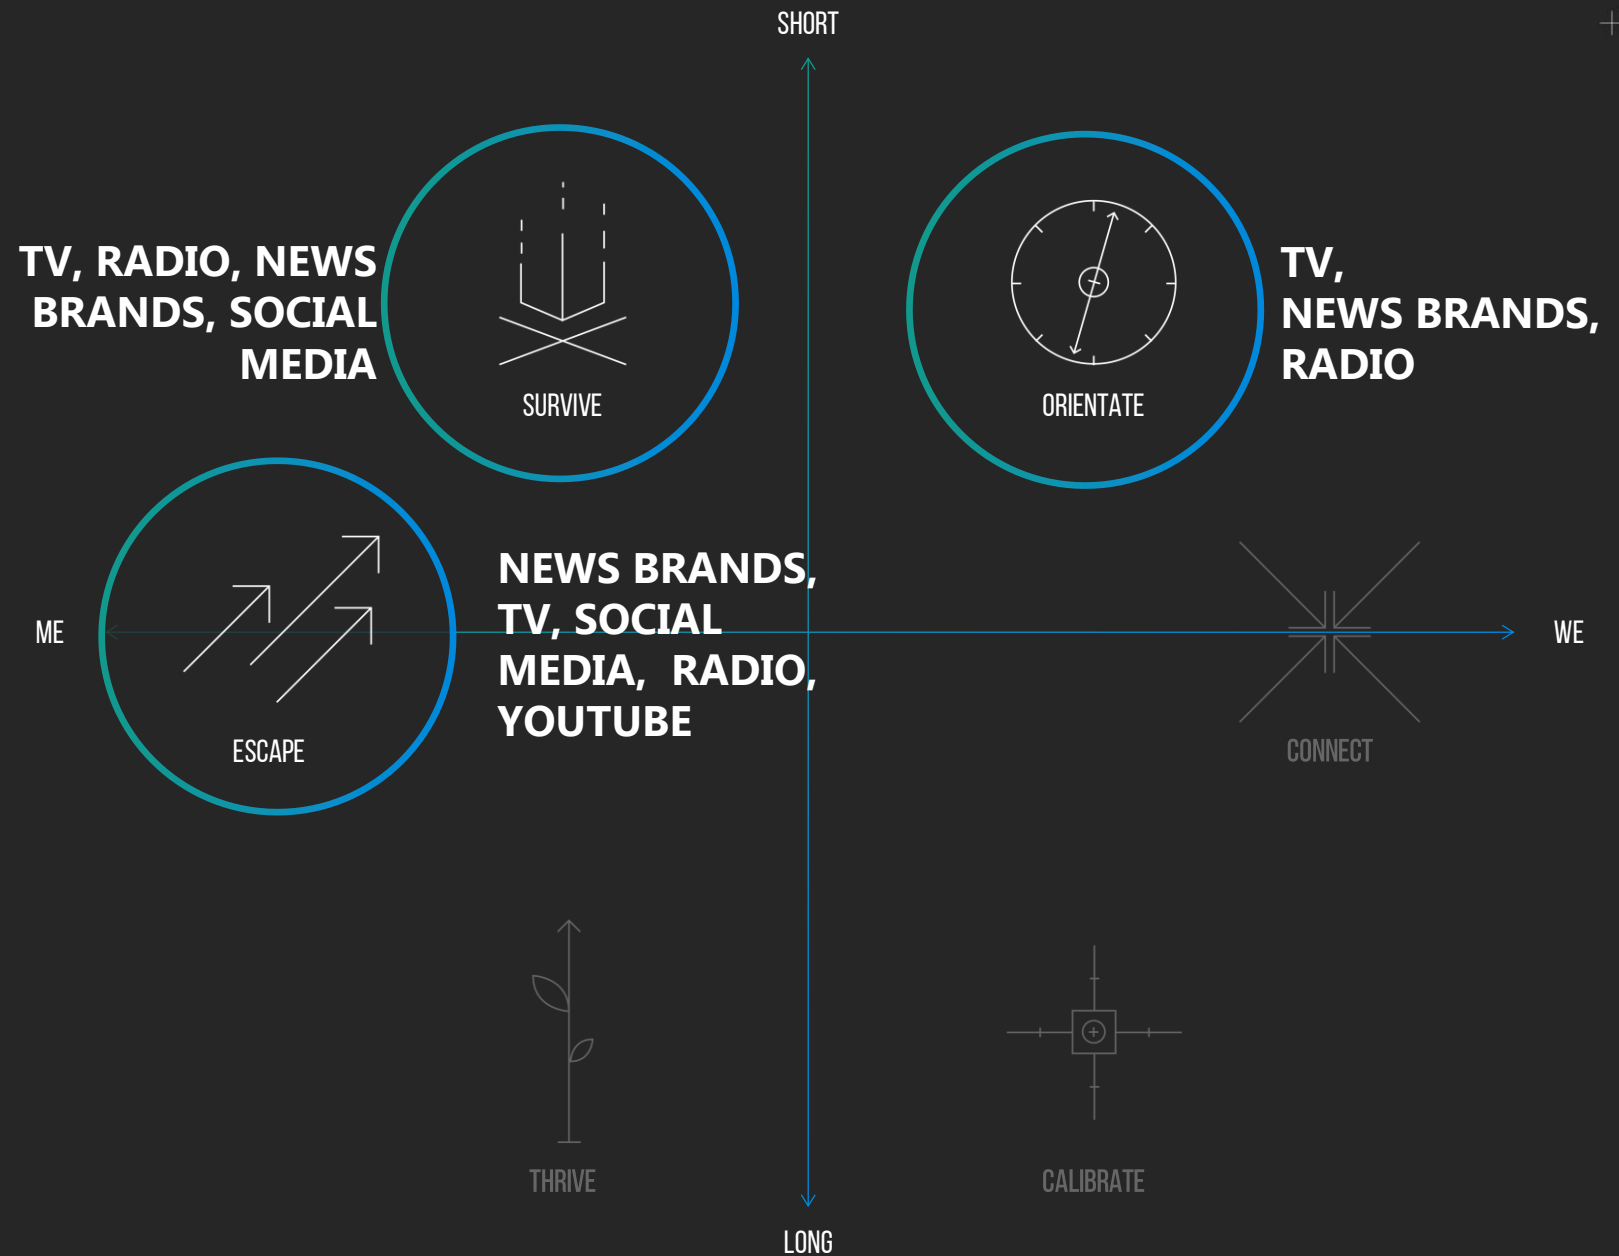 SHORT
TV, RADIO, NEWS
BRANDS, SOCIAL
MEDIA
SURVIVE
ORIENTATE
TV,
NEWS BRANDS,
RADIO
ME
ESCAPE
NEWS BRANDS,
TV, SOCIAL
MEDIA,  RADIO,
YOUTUBE
WE
CONNECT
THRIVE
CALIBRATE
LONG